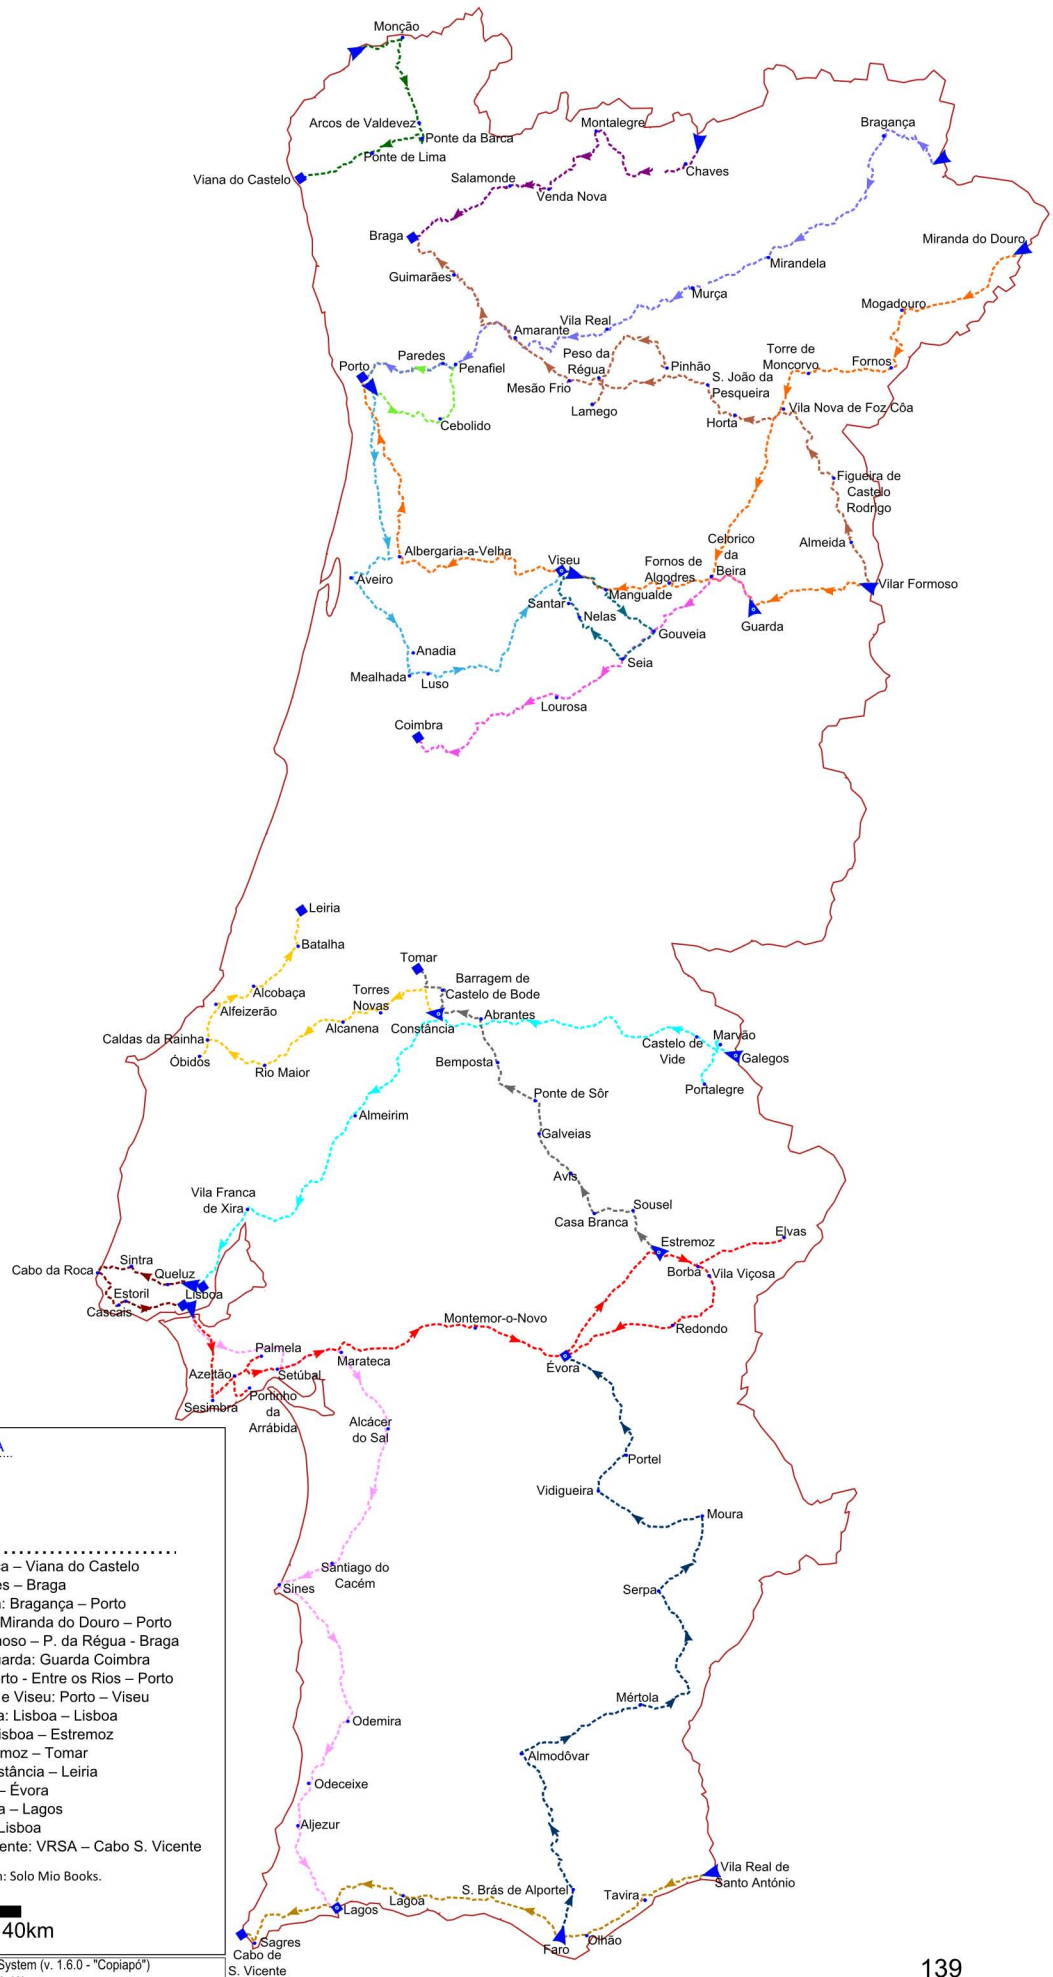 Monção
Arcos de Valdevez
Ponte da Barca
Ponte de Lima
Viana do Castelo
Montalegre
Bragança
Chaves
Salamonde
Venda Nova
Braga
Miranda do Douro
Guimarães
Mirandela
Murça
Mogadouro
Vila Real
Amarante
Paredes
Porto
Penafiel
Peso da
Régua
Pinhão
Torre de
Moncorvo
Fornos
Mesão Frio
S. João da
Pesqueira
Lamego
Horta
Vila Nova de Foz Côa
Cebolido
Figueira de
Castelo
Rodrigo
Almeida
Celorico
da
Beira
Albergaria-a-Velha
Viseu
Fornos de
Algodres
Aveiro
Mangualde
Vilar Formoso
Santar
Nelas
Guarda
Gouveia
Anadia
Seia
Mealhada
Luso
Lourosa
Coimbra
Leiria
Batalha
Tomar
Barragem de
Castelo de Bode
Alcobaça
Torres
Novas
Alfeizerão
Abrantes
Alcanena
Constância
Caldas da Rainha
Marvão
Castelo de
Vide
Galegos
Óbidos
Rio Maior
Bemposta
Portalegre
Ponte de Sôr
Almeirim
Galveias
Avis
Vila Franca
de Xira
Sousel
Casa Branca
Elvas
Estremoz
Sintra
Cabo da Roca
Queluz
Borba
Vila Viçosa
Estoril
Lisboa
Cascais
Montemor-o-Novo
Redondo
Palmela
Marateca
Évora
Azeitão
Setúbal
Sesimbra
Portinho
da
Arrábida
Alcácer
do Sal
Portel
Vidigueira
Moura
Santiago do
Cacém
Sines
Serpa
Mértola
Odemira
Almodôvar
Odeceixe
Aljezur
Vila Real de
Santo António
S. Brás de Alportel
Tavira
Lagoa
Lagos
Olhão
Faro
Sagres
Cabo de
S. Vicente
a – Viana do Castelo
es – Braga
: Bragança – Porto
Miranda do Douro – Porto
noso – P. da Régua - Braga
uarda: Guarda Coimbra
rto - Entre os Rios – Porto
e Viseu: Porto – Viseu
a: Lisboa – Lisboa
isboa – Estremoz
moz – Tomar
stância – Leiria
– Évora
a – Lagos
Lisboa
ente: VRSA – Cabo S. Vicente
: Solo Mio Books.
40km
System (v. 1.6.0 - "Copiapó")
139